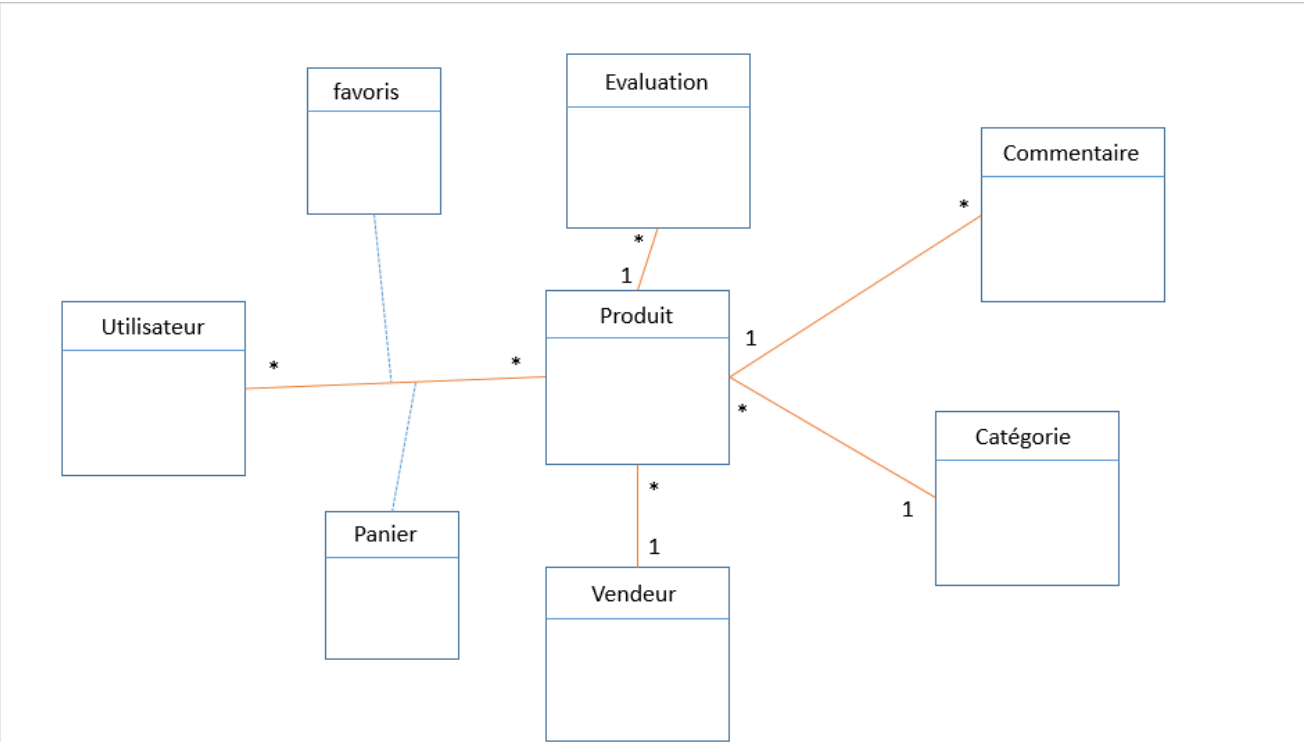 favoris
Evaluation
Commentaire
*
*
1
Utilisateur
Produit
1
*
*
*
Catégorie
*
1
Panier
1
Vendeur